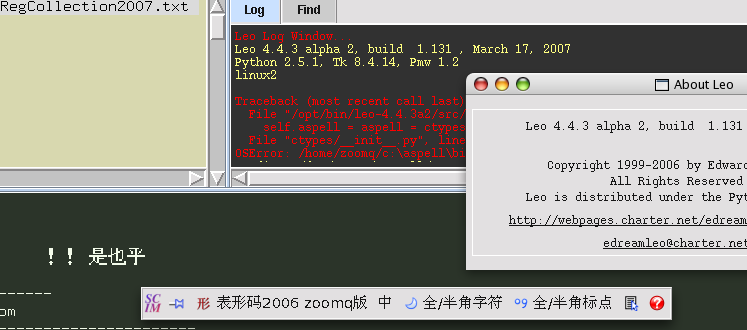 RegCollection2007.txt
Log Find
Leo Log Window...
Leo 4.4.3 alpha 2, build 1.131 , March 17, 2007
Python 2.5.1, Tk 8.4.14, Pmw 1.2
linux2
Traceback (most recent call last)
File "/opt/bin/leo-4.4.3a2/src/
self.aspell = aspell = ctypes
File "ctypes/__init__.py", line
OSError: /home/zoomq/c:\aspell\bi
About Leo
Leo 4.4.3 alpha 2, build 1.131
Copyright 1999-2006 by Edwar
All Rights Reserved
Leo is distributed under the Pyt
http://webpages.charter.net/edream
edreamleo@charter.net
！！ 是也乎
------
om
-----------------------
SCIM 形 表形码2006 zoomq版 中 全/半角字符 全/半角标点